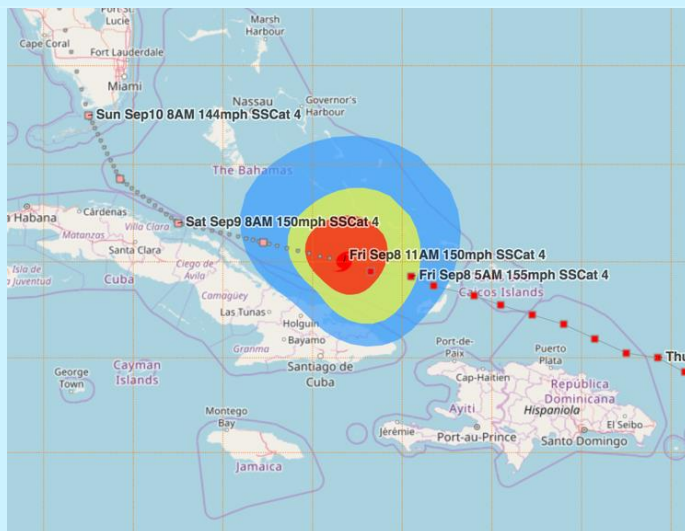 St.
Lucie
Marsh
Harbour
Cape Coral
Fort Lauderdale
Miami
Sun Sep10 8AM 144mph SSCat 4
Nassau
Governor's
Harbour
The Bahamas
a Habana
Cárdenas
Matanzas
Villa Clara
Santa Clara
Sat Sep9 8AM 150mph SSCat 4
Fri Sep8 11AM 150mph SSCat 4
Fri Sep8 5AM 155mph SSCat 4
Isla de
la Juventud
Cuba
Ciego de
Ávila
Camagüey
Caicos Islands
Las Tunas
Holguín
Granma
Bayamo
Santiago de
Cuba
Port-de-
Paix
Puerto
Plata
Thu
George
Town
Cayman
Islands
Cap-Haïtien
República
Dominicana
Ayiti
Hispaniola
Montego
Bay
El Seibo
Jérémie
Port-au-Prince
Santo Domingo
Jamaica